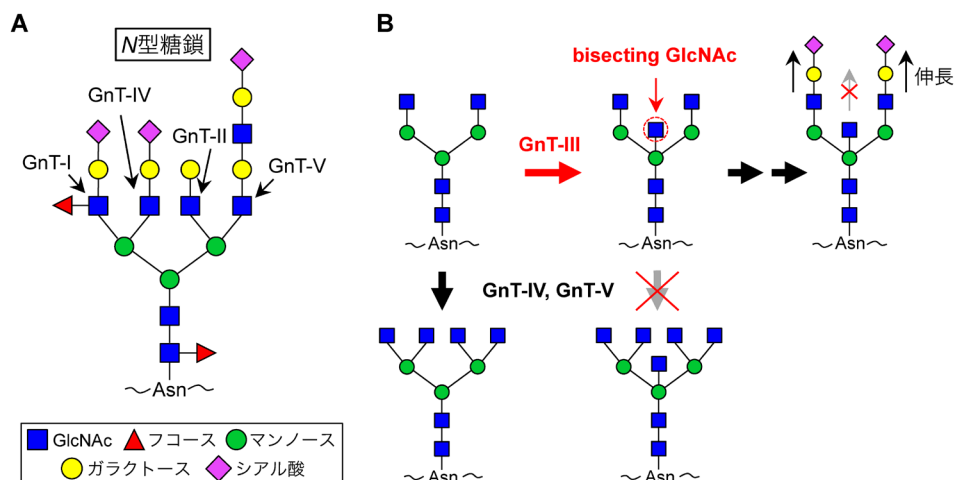 A
N型糖鎖
GnT-IV
GnT-II
GnT-I
GnT-V
~Asn~
GlcNAc フコース マンノース
ガラクトース シアル酸
B
bisecting GlcNAc
GnT-III
伸長
~Asn~
~Asn~
~Asn~
GnT-IV, GnT-V
~Asn~
~Asn~